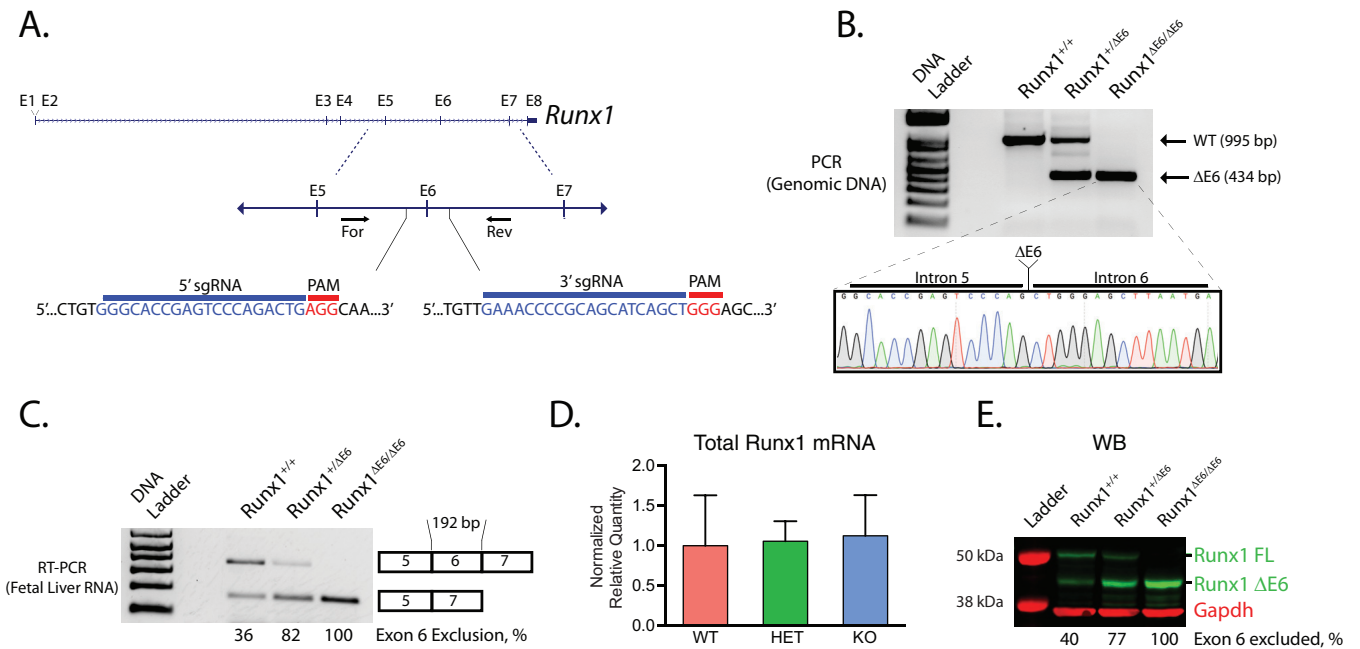 A.
E1 E2 E3 E4 E5 E6 E7 E8 Runx1
E5 E6 E7
For Rev
5′ sgRNA PAM
5′...CTGTGGGCACCGAGTCCCAGACTGAGGCAA...3′
3′ sgRNA PAM
5′...TGTTGAAACCCCGCAGCATCAGCTGGGAGC...3′
B.
DNA
Ladder
Runx1+/+
Runx1+/ΔE6
Runx1ΔE6/ΔE6
PCR
(Genomic DNA)
WT (995 bp)
ΔE6 (434 bp)
ΔE6
Intron 5 Intron 6
G G C A C C G A G T C C C A G C T G G G A G C T T A A T G A
C.
DNA
Ladder
Runx1+/+
Runx1+/ΔE6
Runx1ΔE6/ΔE6
RT-PCR
(Fetal Liver RNA)
192 bp
5 6 7
5 7
36 82 100 Exon 6 Exclusion, %
D.
Total Runx1 mRNA
Normalized
Relative Quantity
2.0
1.5
1.0
0.5
0.0
WT HET KO
E.
WB
Ladder
Runx1+/+
Runx1+/ΔE6
Runx1ΔE6/ΔE6
50 kDa
38 kDa
Runx1 FL
Runx1 ΔE6
Gapdh
40 77 100 Exon 6 excluded, %